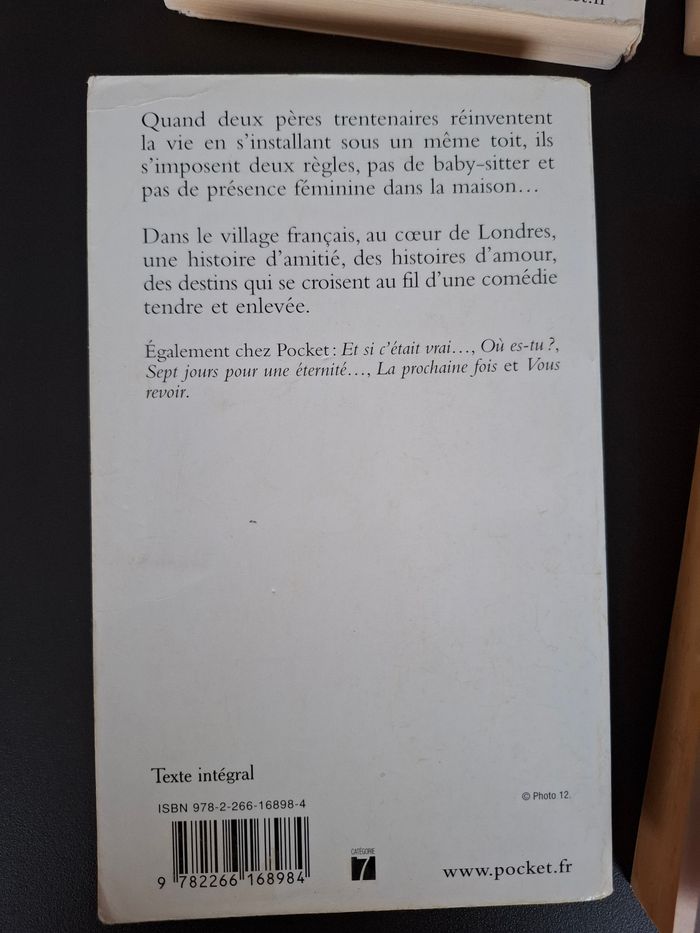 Quand deux pères trentenaires réinventent
la vie en s'installant sous un même toit, ils
s'imposent deux règles, pas de baby-sitter et
pas de présence féminine dans la maison...
Dans le village français, au cœur de Londres,
une histoire d'amitié, des histoires d'amour,
des destins qui se croisent au fil d'une comédie
tendre et enlevée.
Également chez Pocket : Et si c'était vrai..., Où es-tu ?,
Sept jours pour une éternité..., La prochaine fois et Vous
revoir.
Texte intégral
ISBN 978-2-266-16898-4
© Photo 12.
CATÉGORIE
7
www.pocket.fr
9 782266 168984